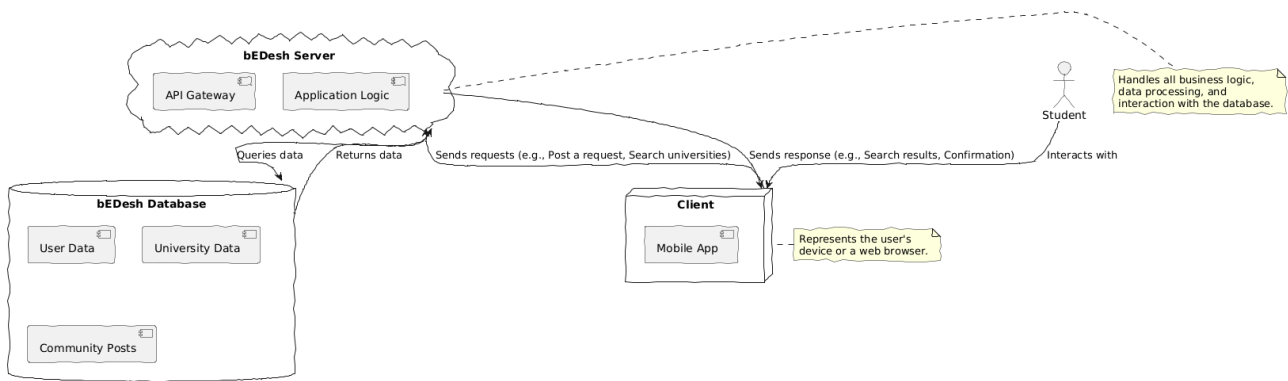 bEDesh Server
API Gateway
Application Logic
Student
Handles all business logic,
data processing, and
interaction with the database.
Queries data
Returns data
Sends requests (e.g., Post a request, Search universities)
Sends response (e.g., Search results, Confirmation)
Interacts with
bEDesh Database
User Data
University Data
Community Posts
Client
Mobile App
Represents the user's
device or a web browser.